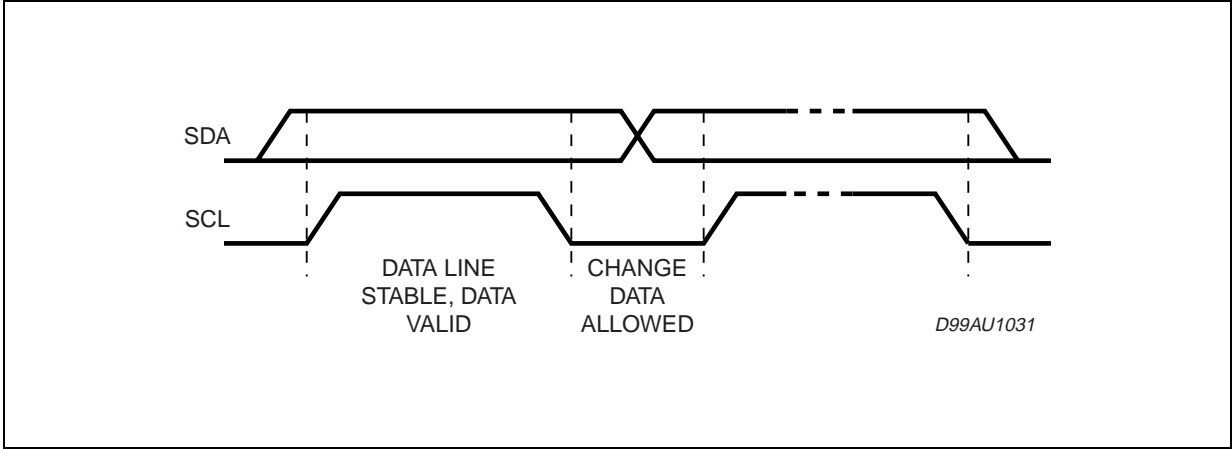 SDA
SCL
DATA LINE
STABLE, DATA
VALID
CHANGE
DATA
ALLOWED
D99AU1031